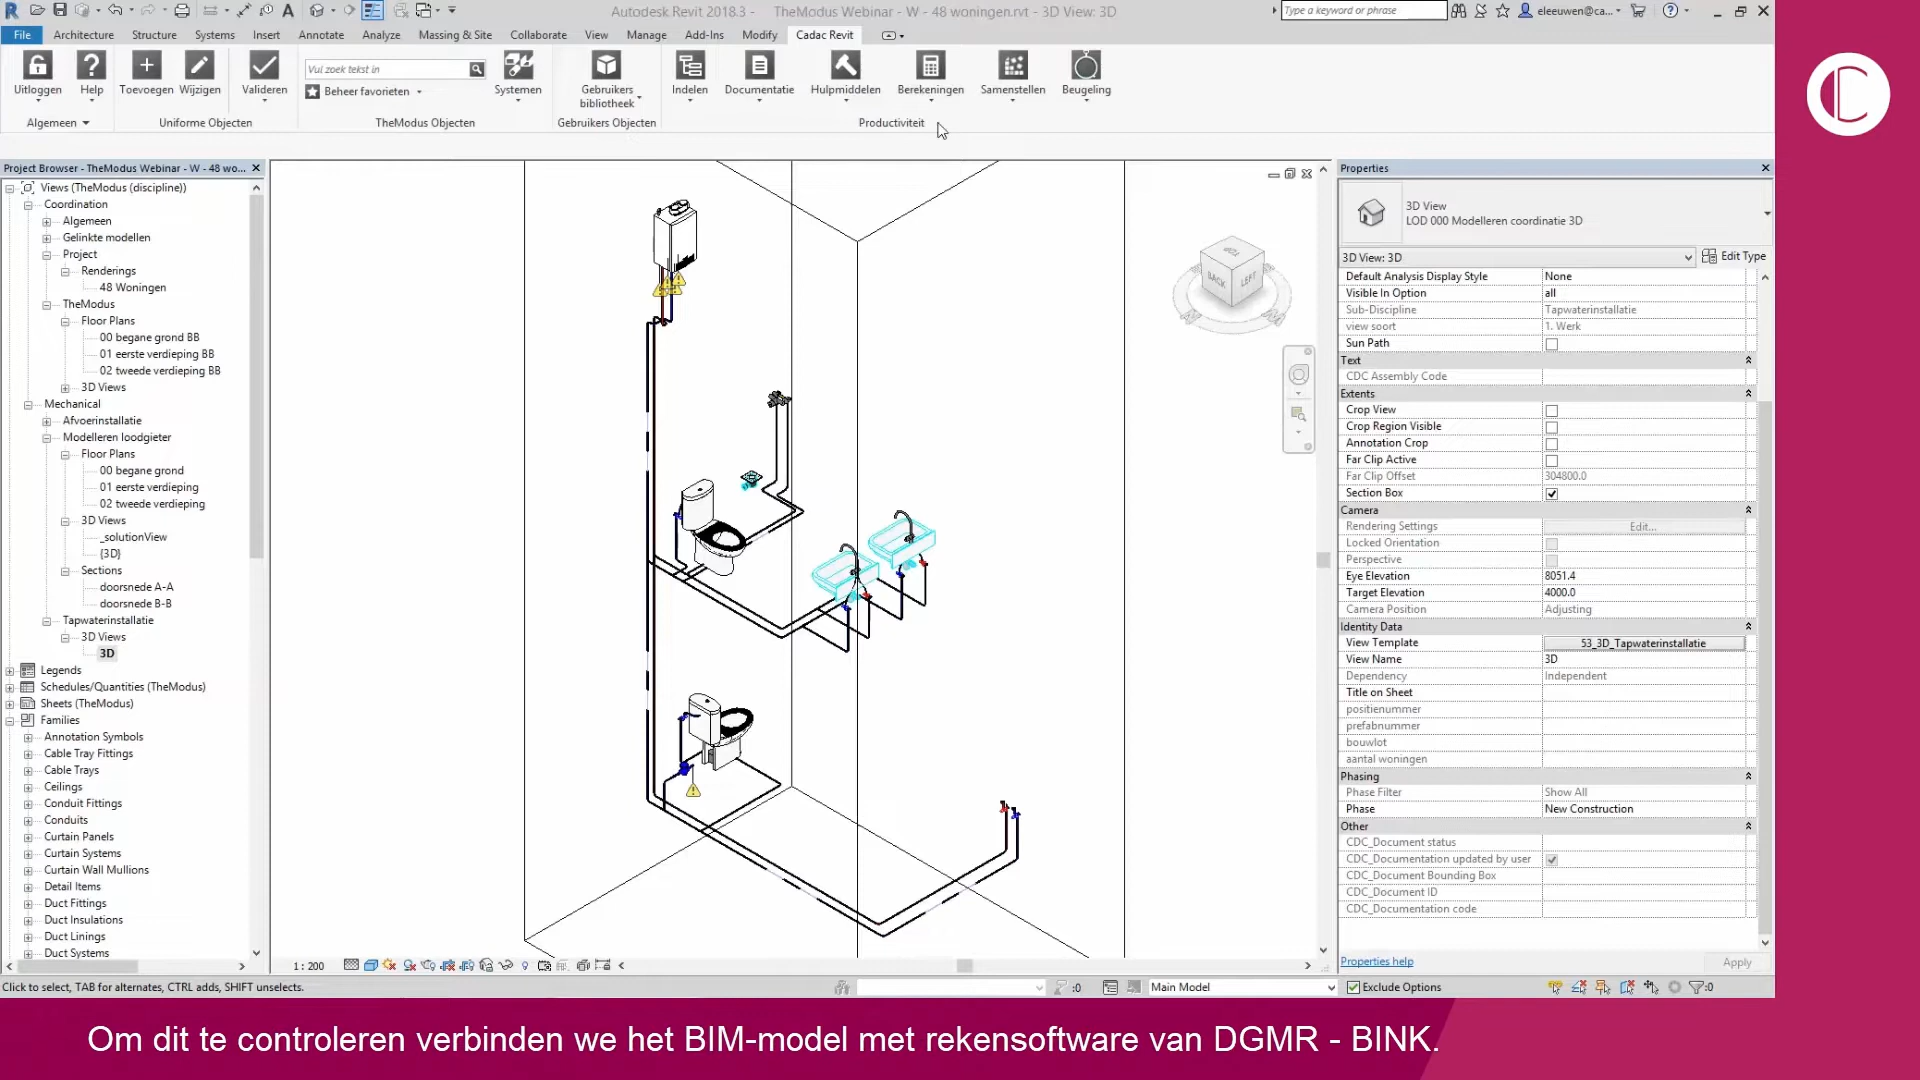 Autodesk Revit 2018.3 - TheModus Webinar - W - 48 woningen.rvt - 3D View: 3D
Type a keyword or phrase
eleeuwen@ca...
File Architecture Structure Systems Insert Annotate Analyze Massing & Site Collaborate View Manage Add-Ins Modify Cadac Revit
Vul zoek tekst in
Uitloggen Help Toevoegen Wijzigen Valideren Beheer favorieten Systemen Gebruikers bibliotheek Indelen Documentatie Hulpmiddelen Berekeningen Samenstellen Beugeling
Algemeen Uniforme Objecten TheModus Objecten Gebruikers Objecten Productiviteit
Project Browser - TheModus Webinar - W - 48 wo...
Views (TheModus (discipline))
Coordination
Algemeen
Gelinkte modellen
Project
Renderings
48 Woningen
TheModus
Floor Plans
00 begane grond BB
01 eerste verdieping BB
02 tweede verdieping BB
3D Views
Mechanical
Afvoerinstallatie
Modelleren loodgieter
Floor Plans
00 begane grond
01 eerste verdieping
02 tweede verdieping
3D Views
_solutionView
{3D}
Sections
doorsnede A-A
doorsnede B-B
Tapwaterinstallatie
3D Views
3D
Legends
Schedules/Quantities (TheModus)
Sheets (TheModus)
Families
Annotation Symbols
Cable Tray Fittings
Cable Trays
Ceilings
Conduit Fittings
Conduits
Curtain Panels
Curtain Systems
Curtain Wall Mullions
Detail Items
Duct Fittings
Duct Insulations
Duct Linings
Duct Systems
TOP
BACK
LEFT
Properties
3D View
LOD 000 Modelleren coordinatie 3D
3D View: 3D Edit Type
Default Analysis Display Style None
Visible In Option all
Sub-Discipline Tapwaterinstallatie
view soort 1. Werk
Sun Path
Text
CDC Assembly Code
Extents
Crop View
Crop Region Visible
Annotation Crop
Far Clip Active
Far Clip Offset 304800.0
Section Box
Camera
Rendering Settings Edit...
Locked Orientation
Perspective
Eye Elevation 8051.4
Target Elevation 4000.0
Camera Position Adjusting
Identity Data
View Template 53_3D_Tapwaterinstallatie
View Name 3D
Dependency Independent
Title on Sheet
positienummer
prefabnummer
bouwlot
aantal woningen
Phasing
Phase Filter Show All
Phase New Construction
Other
CDC_Document status
CDC_Documentation updated by user
CDC_Document Bounding Box
CDC_Document ID
CDC_Documentation code
Properties help Apply
1 : 200
Click to select, TAB for alternates, CTRL adds, SHIFT unselects. :0 Main Model Exclude Options :0
Om dit te controleren verbinden we het BIM-model met rekensoftware van DGMR - BINK.